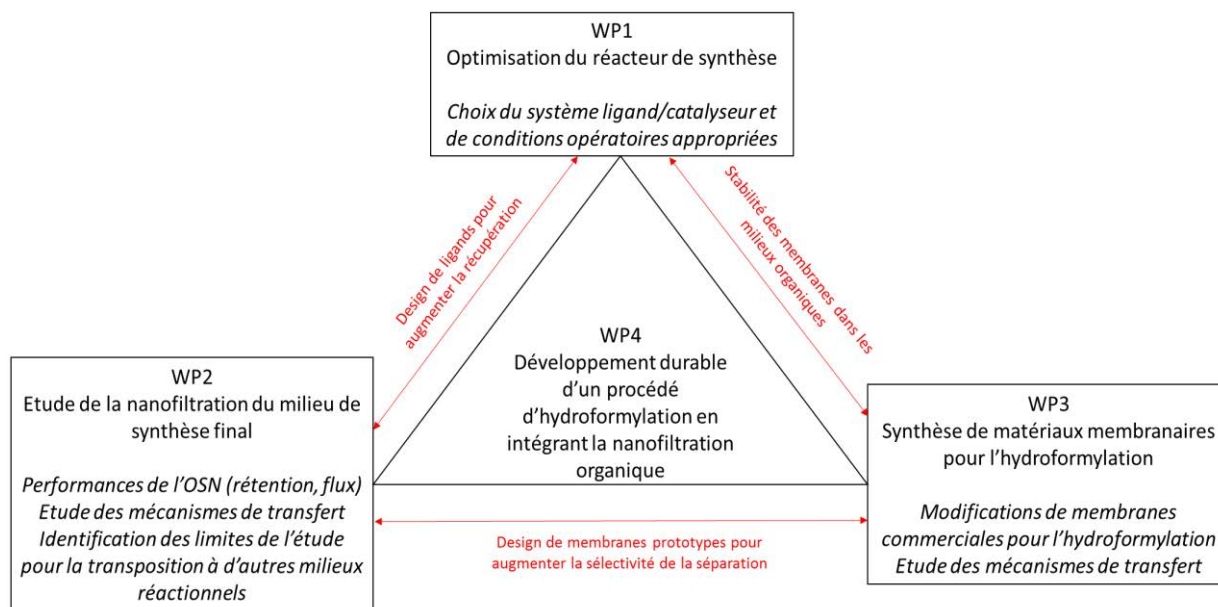 WP1
Optimisation du réacteur de synthèse
Choix du système ligand/catalyseur et
de conditions opératoires appropriées
Design de ligands pour
augmenter la récupération
Stabilité des membranes dans les
milieux organiques
WP4
Développement durable
d’un procédé
d’hydroformylation en
intégrant la nanofiltration
organique
WP2
Etude de la nanofiltration du milieu de
synthèse final
Performances de l’OSN (rétention, flux)
Etude des mécanismes de transfert
Identification des limites de l’étude
pour la transposition à d’autres milieux
réactionnels
Design de membranes prototypes pour
augmenter la sélectivité de la séparation
WP3
Synthèse de matériaux membranaires
pour l’hydroformylation
Modifications de membranes
commerciales pour l’hydroformylation
Etude des mécanismes de transfert